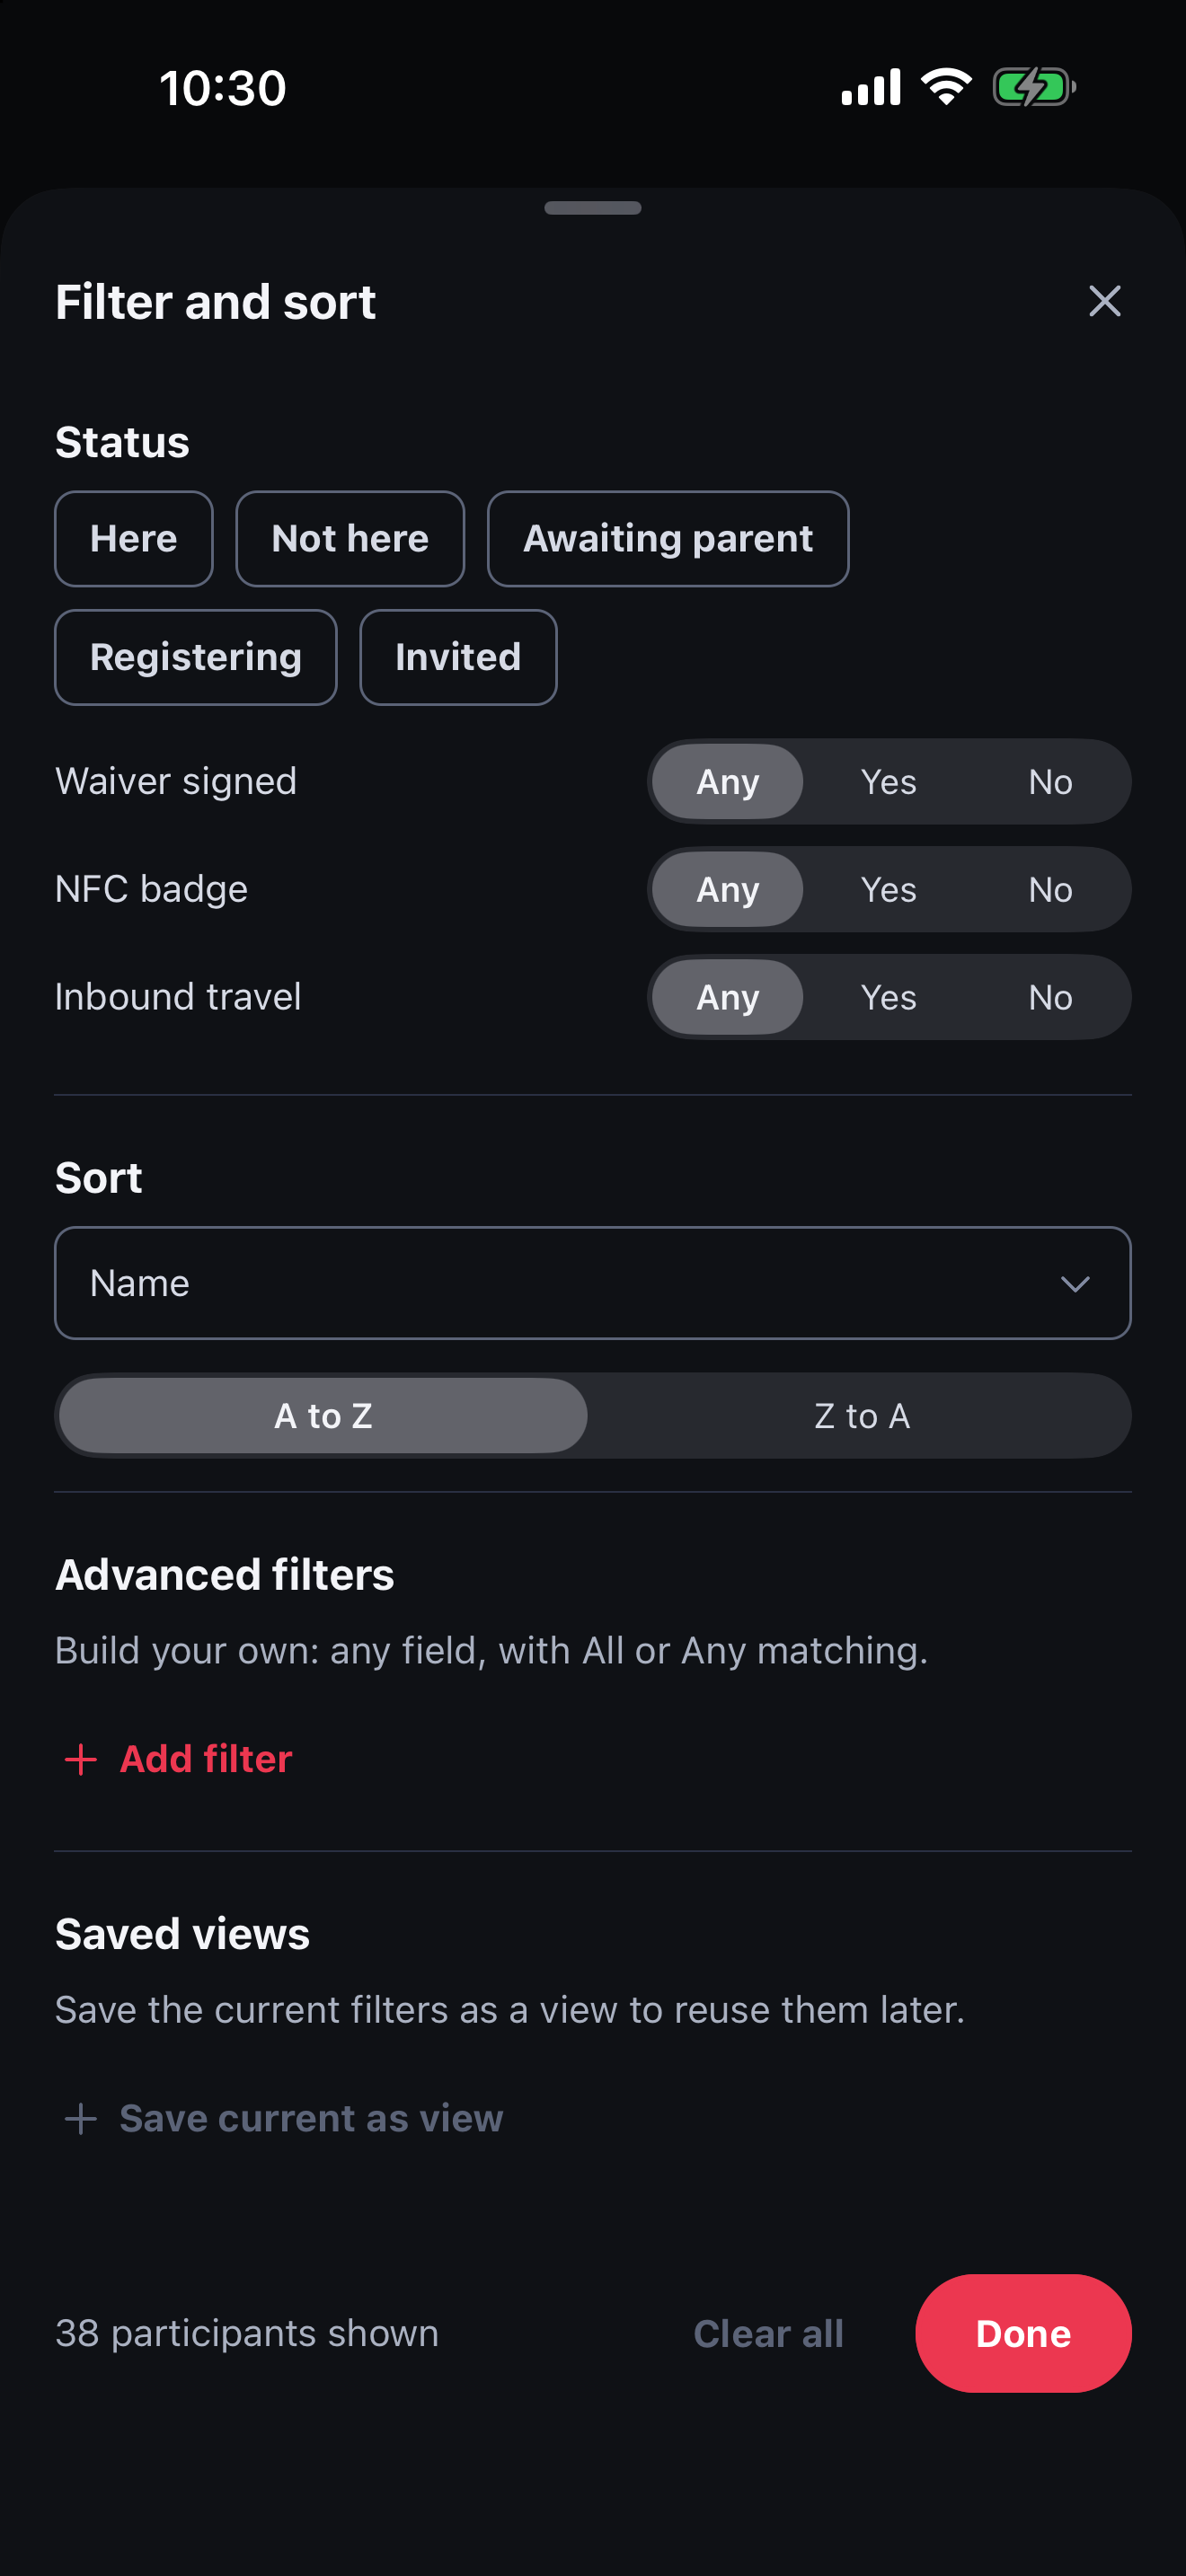 10:30
Filter and sort
Status
Here Not here Awaiting parent
Registering Invited
Waiver signed Any Yes No
NFC badge Any Yes No
Inbound travel Any Yes No
Sort
Name
A to Z Z to A
Advanced filters
Build your own: any field, with All or Any matching.
+ Add filter
Saved views
Save the current filters as a view to reuse them later.
+ Save current as view
38 participants shown Clear all Done